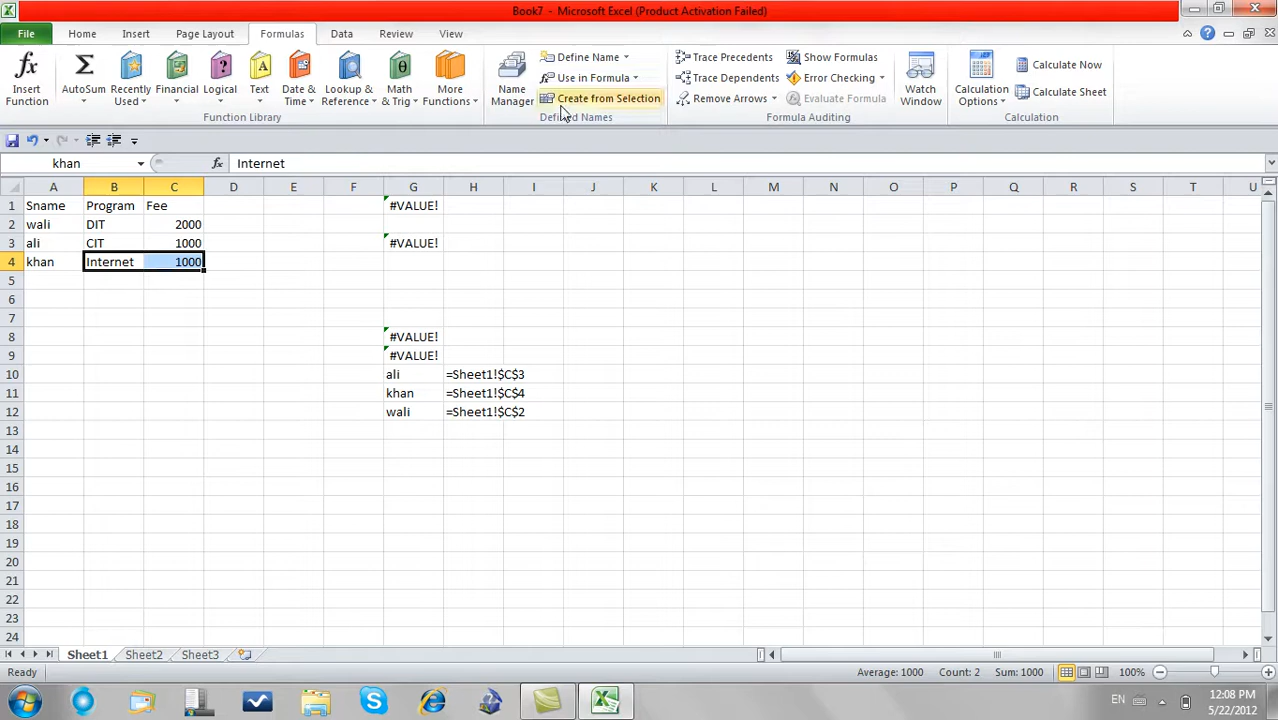 Book7 - Microsoft Excel (Product Activation Failed)
File Home Insert Page Layout Formulas Data Review View
Insert Function
AutoSum
Recently Used
Financial
Logical
Text
Date & Time
Lookup & Reference
Math & Trig
More Functions
Function Library
Name Manager
Define Name
Use in Formula
Create from Selection
Defined Names
Trace Precedents
Trace Dependents
Remove Arrows
Show Formulas
Error Checking
Evaluate Formula
Formula Auditing
Watch Window
Calculation Options
Calculate Now
Calculate Sheet
Calculation
khan fx Internet
A B C D E F G H I J K L M N O P Q R S T U
1 Sname Program Fee #VALUE!
2 wali DIT 2000
3 ali CIT 1000 #VALUE!
4 khan Internet 1000
5
6
7
8 #VALUE!
9 #VALUE!
10 ali =Sheet1!$C$3
11 khan =Sheet1!$C$4
12 wali =Sheet1!$C$2
13
14
15
16
17
18
19
20
21
22
23
24
Sheet1 Sheet2 Sheet3
Ready Average: 1000 Count: 2 Sum: 1000 100%
EN 12:08 PM
5/22/2012